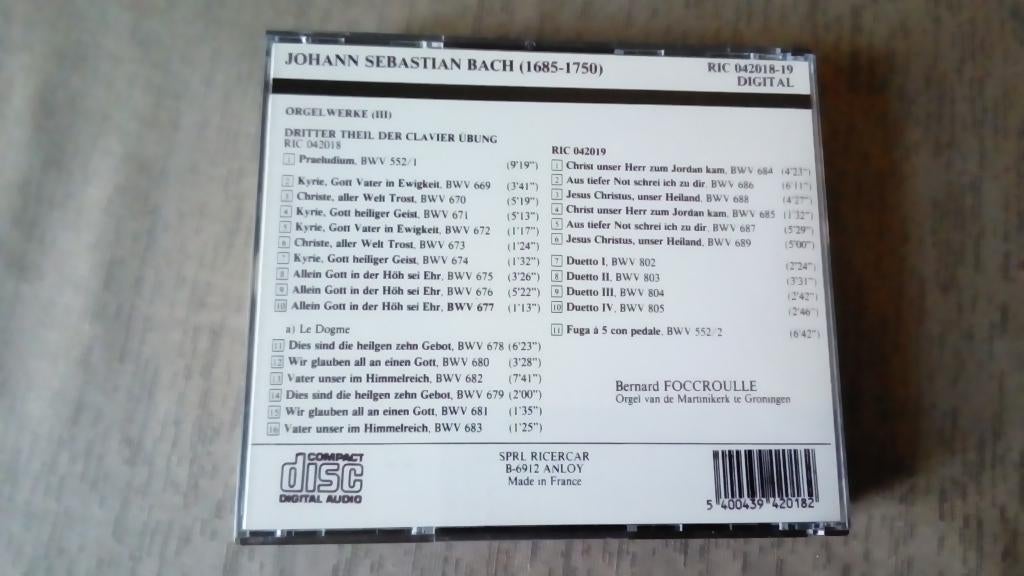 JOHANN SEBASTIAN BACH (1685-1750)
RIC 042018-19
DIGITAL
ORGELWERKE (III)
DRITTER THEIL DER CLAVIER ÜBUNG
RIC 042018
1 Praeludium, BWV 552/1 (9'19")
2 Kyrie, Gott Vater in Ewigkeit, BWV 669 (3'41")
3 Christe, aller Welt Trost, BWV 670 (5'19")
4 Kyrie, Gott heiliger Geist, BWV 671 (5'13")
5 Kyrie, Gott Vater in Ewigkeit, BWV 672 (1'17")
6 Christe, aller Welt Trost, BWV 673 (1'24")
7 Kyrie, Gott heiliger Geist, BWV 674 (1'32")
8 Allein Gott in der Höh sei Ehr, BWV 675 (3'26")
9 Allein Gott in der Höh sei Ehr, BWV 676 (5'22")
10 Allein Gott in der Höh sei Ehr, BWV 677 (1'13")
a) Le Dogme
11 Dies sind die heilgen zehn Gebot, BWV 678 (6'23")
12 Wir glauben all an einen Gott, BWV 680 (3'28")
13 Vater unser im Himmelreich, BWV 682 (7'41")
14 Dies sind die heilgen zehn Gebot, BWV 679 (2'00")
15 Wir glauben all an einen Gott, BWV 681 (1'35")
16 Vater unser im Himmelreich, BWV 683 (1'25")
RIC 042019
1 Christ unser Herr zum Jordan kam, BWV 684 (4'23")
2 Aus tiefer Not schrei ich zu dir, BWV 686 (6'11")
3 Jesus Christus, unser Heiland, BWV 688 (4'27")
4 Christ unser Herr zum Jordan kam, BWV 685 (1'32")
5 Aus tiefer Not schrei ich zu dir, BWV 687 (5'29")
6 Jesus Christus, unser Heiland, BWV 689 (5'00")
7 Duetto I, BWV 802 (2'24")
8 Duetto II, BWV 803 (3'31")
9 Duetto III, BWV 804 (2'42")
10 Duetto IV, BWV 805 (2'46")
11 Fuga à 5 con pedale, BWV 552/2 (6'42")
Bernard FOCCROULLE
Orgel van de Martinikerk te Groningen
COMPACT
disc
DIGITAL AUDIO
SPRL RICERCAR
B-6912 ANLOY
Made in France
5 400439 420182